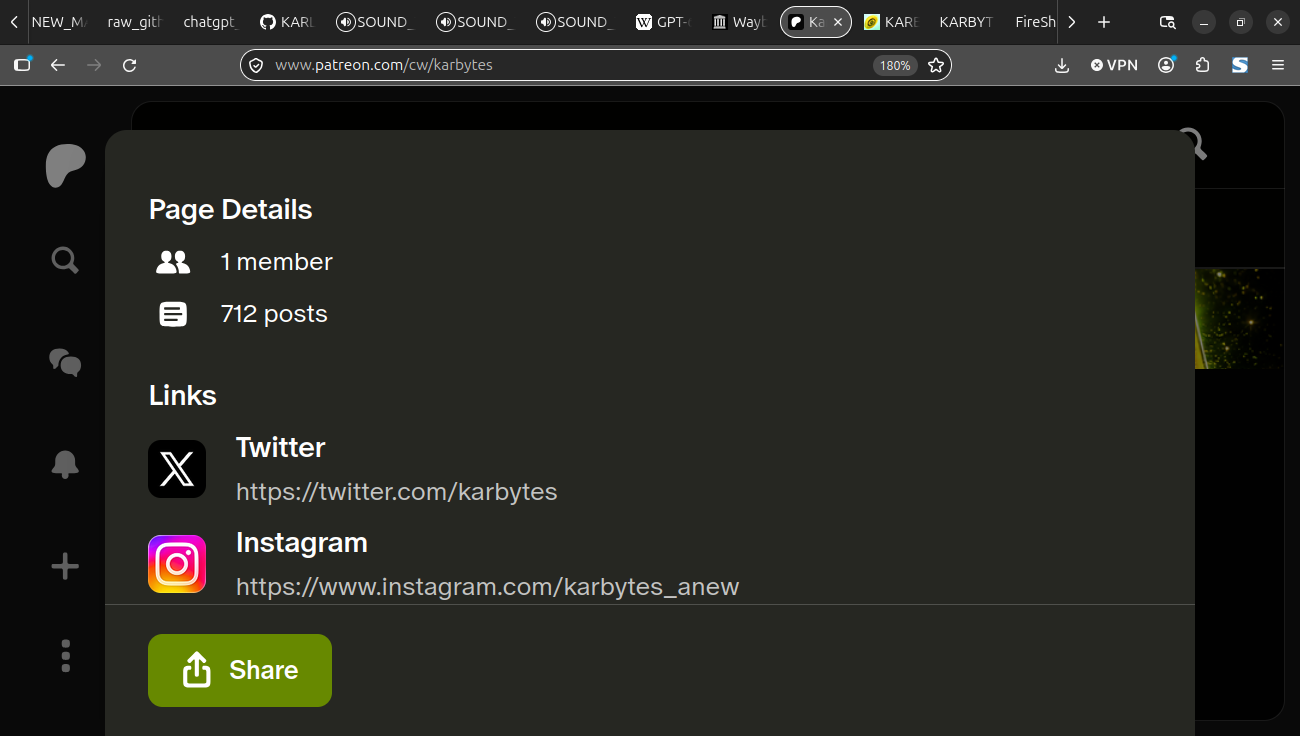 NEW_M raw_gith chatgpt_ KARL SOUND_ SOUND_ SOUND_ GPT- Wayb Ka KARB KARBYT FireSh
www.patreon.com/cw/karbytes 180% VPN
Page Details
1 member
712 posts
Links
Twitter
https://twitter.com/karbytes
Instagram
https://www.instagram.com/karbytes_anew
Share